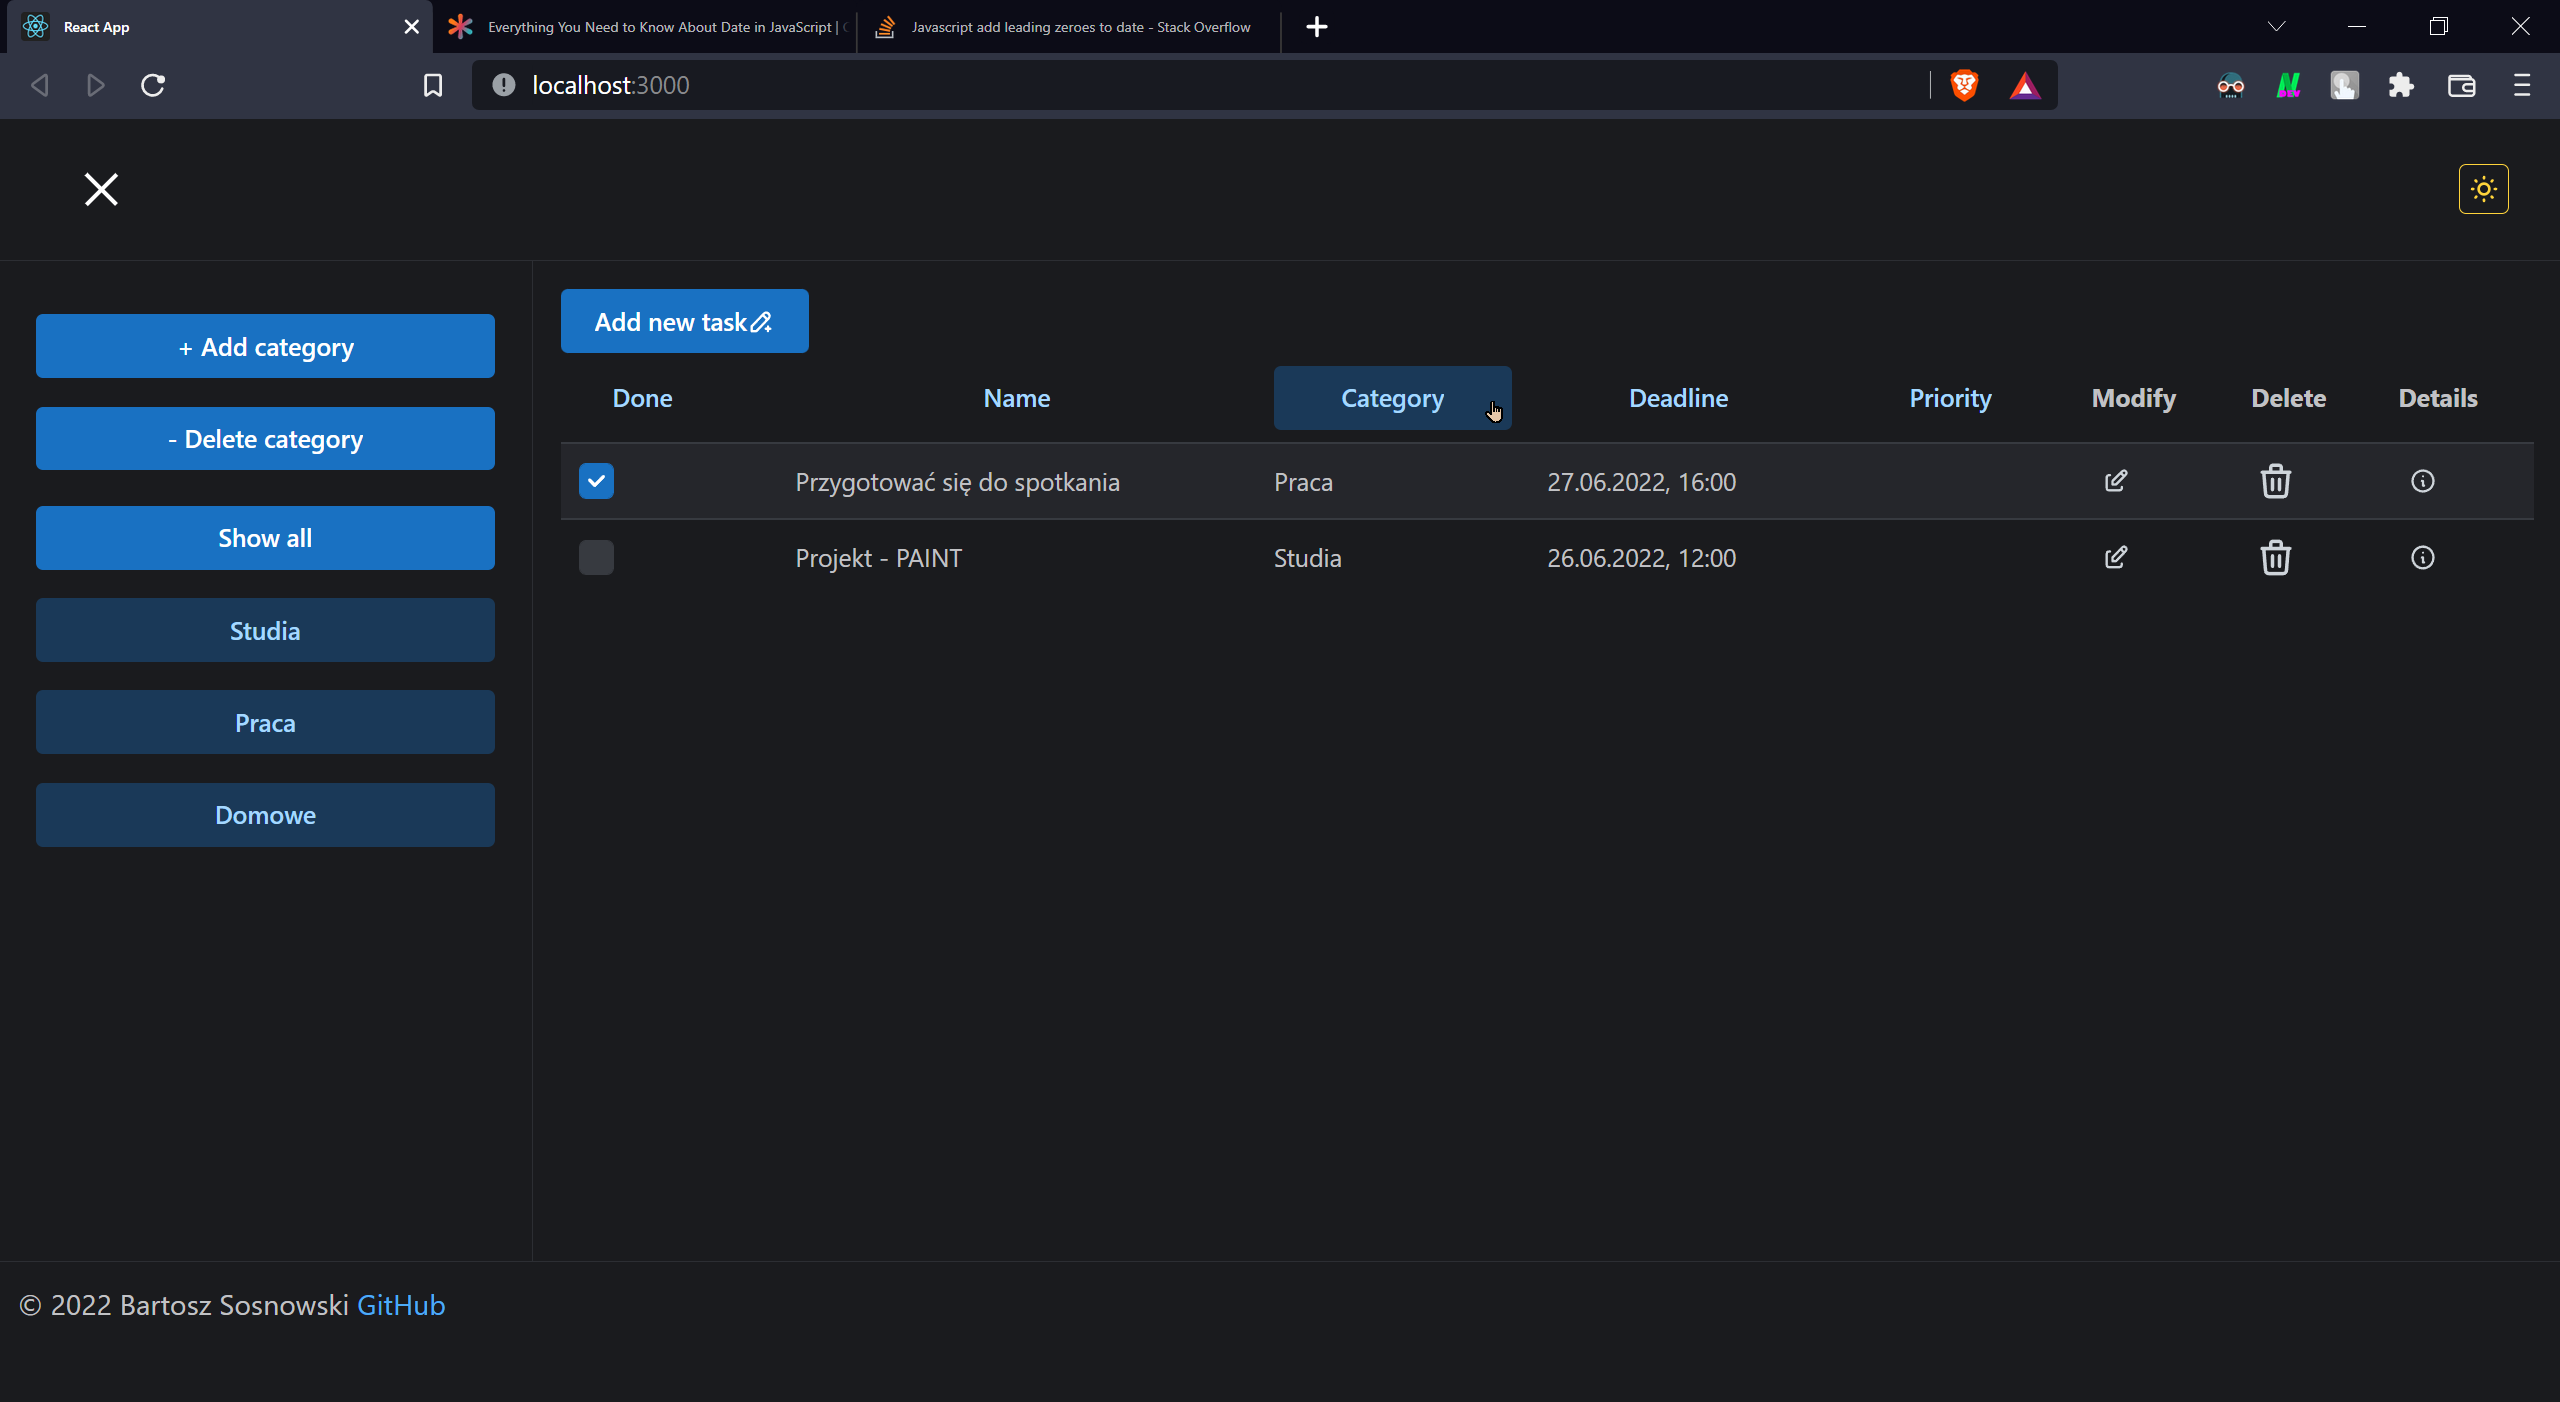 React App
Everything You Need to Know About Date in JavaScript |
Javascript add leading zeroes to date - Stack Overflow
localhost:3000
+ Add category
- Delete category
Show all
Studia
Praca
Domowe
Add new task
Done Name Category Deadline Priority Modify Delete Details
Przygotować się do spotkania Praca 27.06.2022, 16:00
Projekt - PAINT Studia 26.06.2022, 12:00
© 2022 Bartosz Sosnowski GitHub